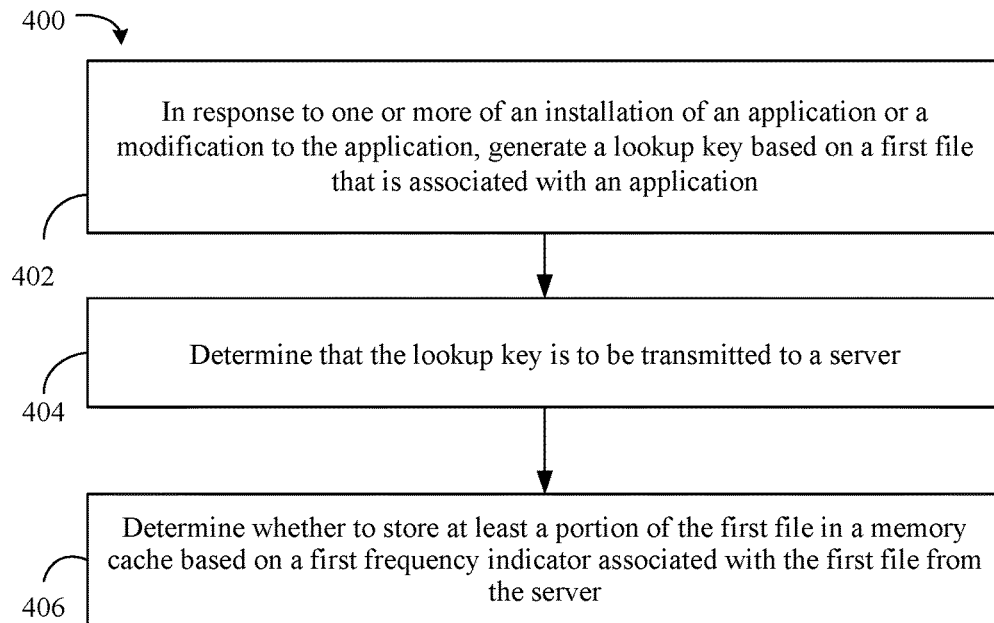 400
In response to one or more of an installation of an application or a
modification to the application, generate a lookup key based on a first file
that is associated with an application
402
Determine that the lookup key is to be transmitted to a server
404
Determine whether to store at least a portion of the first file in a memory
cache based on a first frequency indicator associated with the first file from
the server
406